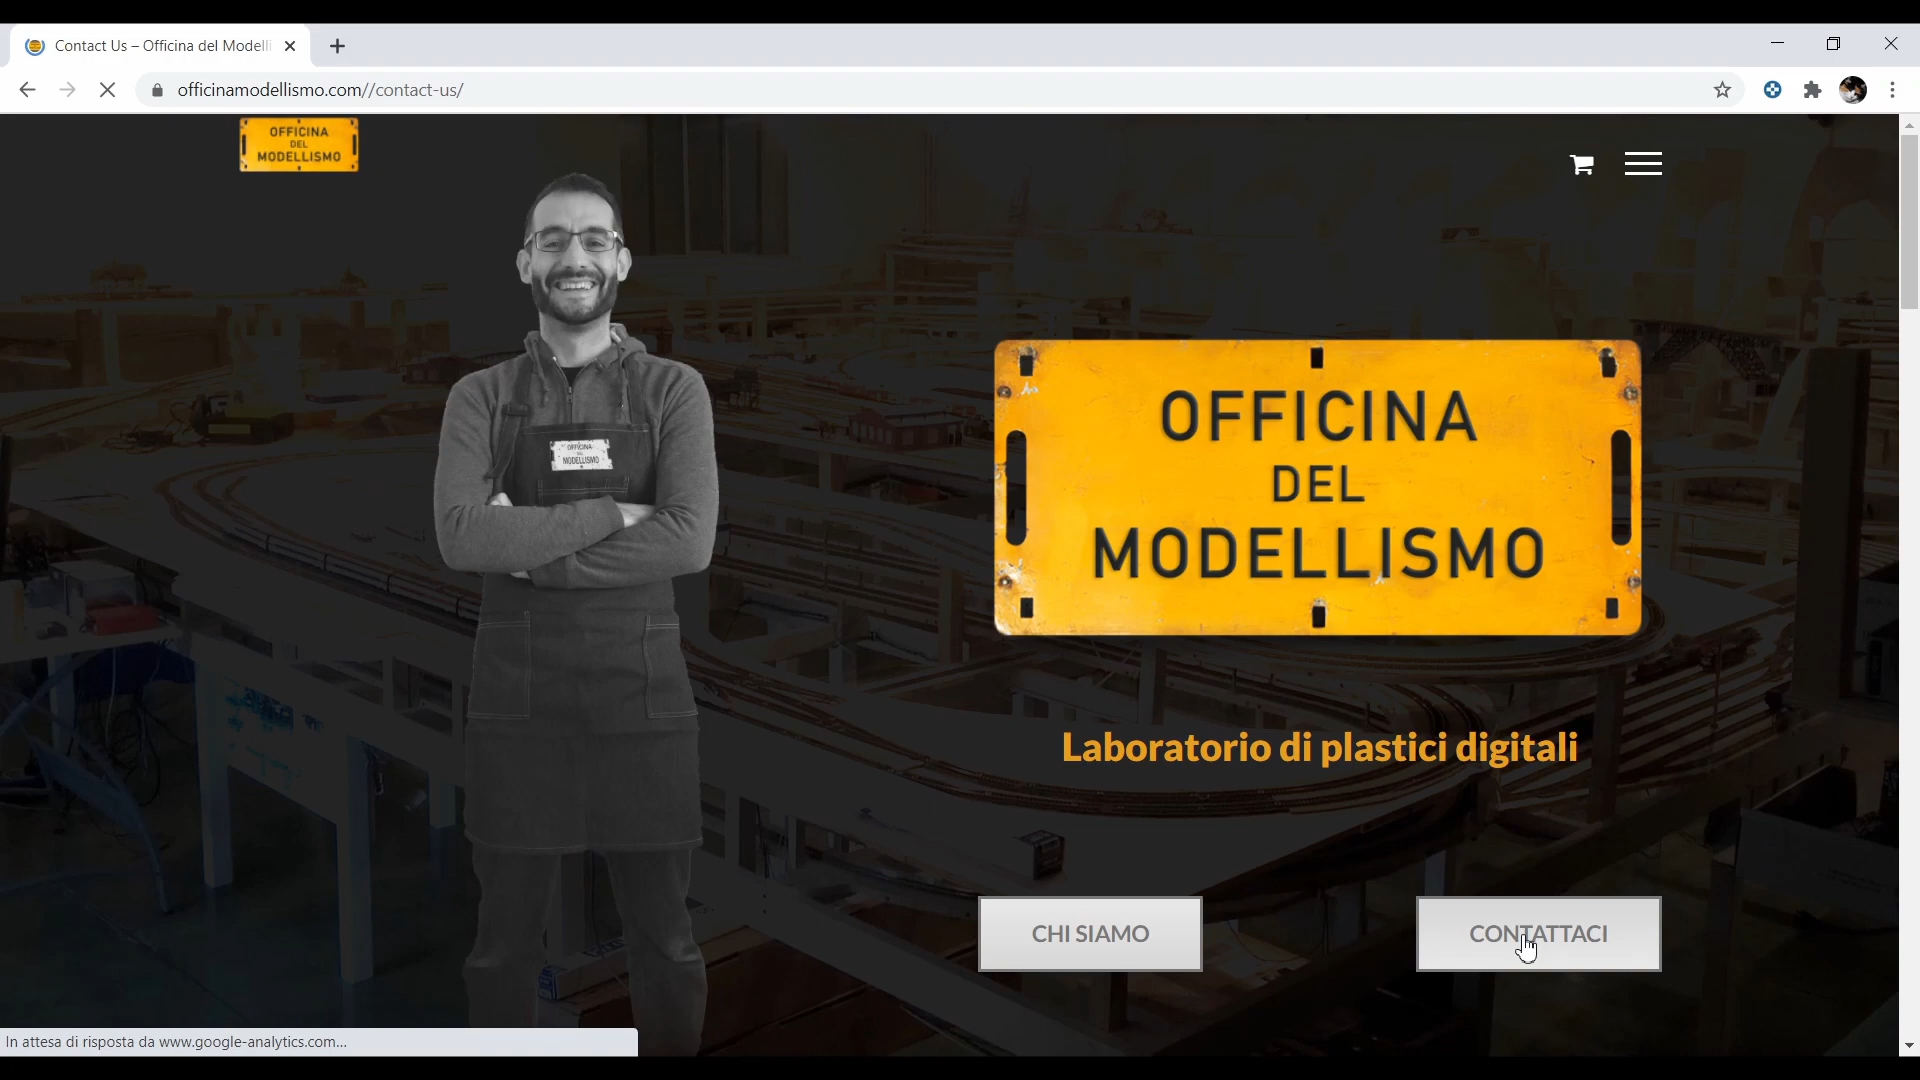 Contact Us – Officina del Modelli
officinamodellismo.com//contact-us/
OFFICINA
DEL
MODELLISMO
OFFICINA
DEL
MODELLISMO
OFFICINA
DEL
MODELLISMO
Laboratorio di plastici digitali
CHI SIAMO
CONTATTACI
In attesa di risposta da www.google-analytics.com...